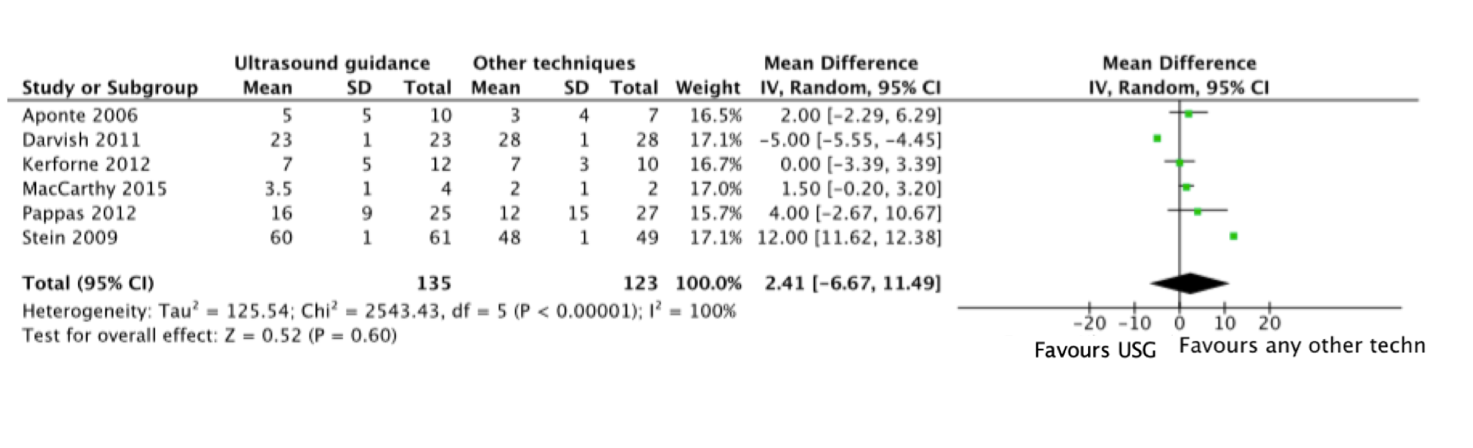 Ultrasound guidance Other techniques Mean Difference Mean Difference
Study or Subgroup Mean SD Total Mean SD Total Weight IV, Random, 95% CI IV, Random, 95% CI
Aponte 2006 5 5 10 3 4 7 16.5% 2.00 [-2.29, 6.29]
Darvish 2011 23 1 23 28 1 28 17.1% -5.00 [-5.55, -4.45]
Kerforne 2012 7 5 12 7 3 10 16.7% 0.00 [-3.39, 3.39]
MacCarthy 2015 3.5 1 4 2 1 2 17.0% 1.50 [-0.20, 3.20]
Pappas 2012 16 9 25 12 15 27 15.7% 4.00 [-2.67, 10.67]
Stein 2009 60 1 61 48 1 49 17.1% 12.00 [11.62, 12.38]
Total (95% CI) 135 123 100.0% 2.41 [-6.67, 11.49]
Heterogeneity: Tau² = 125.54; Chi² = 2543.43, df = 5 (P < 0.00001); I² = 100%
Test for overall effect: Z = 0.52 (P = 0.60)
-20 -10 0 10 20
Favours USG Favours any other techn